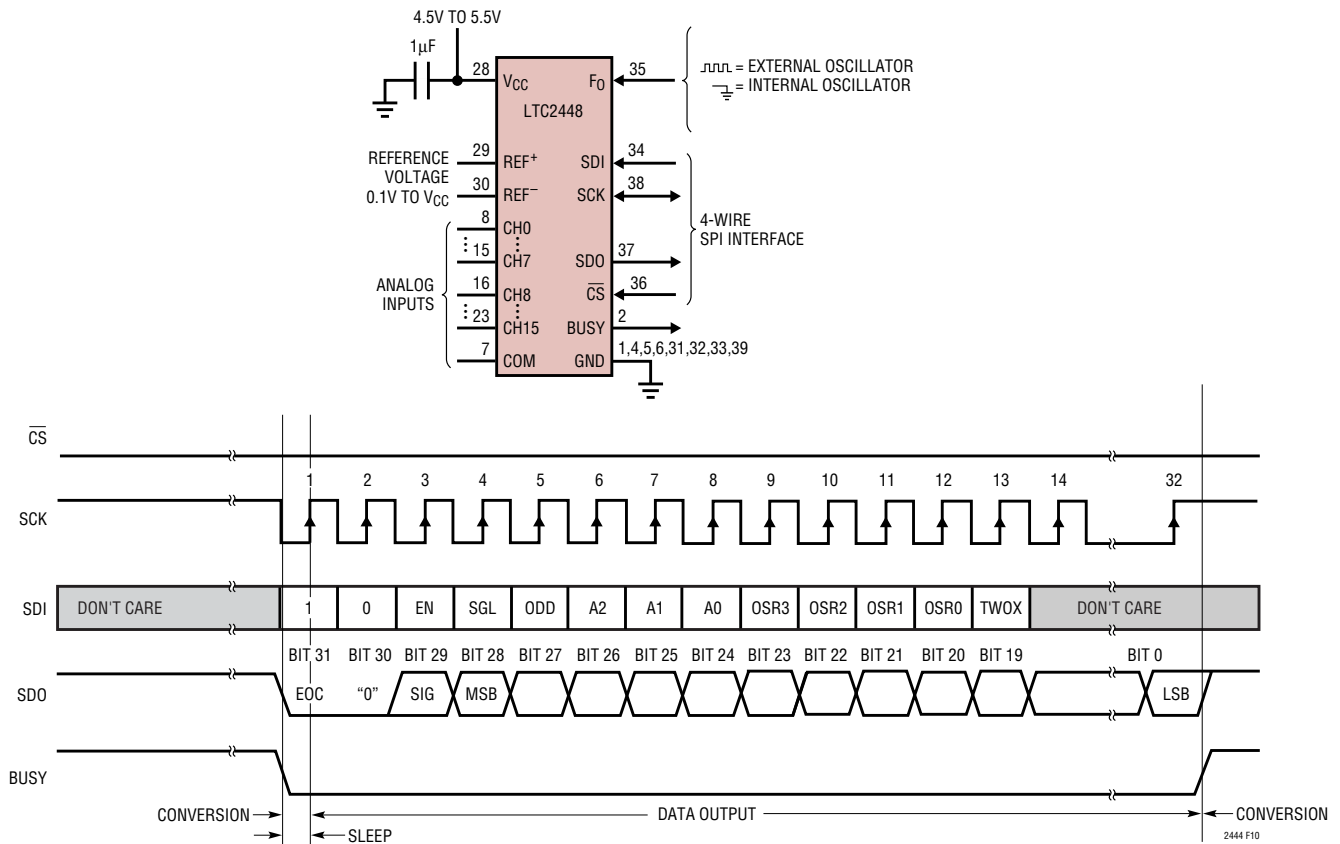 4.5V TO 5.5V
1µF
28
VCC
FO
35
= EXTERNAL OSCILLATOR
= INTERNAL OSCILLATOR
LTC2448
REFERENCE
VOLTAGE
0.1V TO VCC
29
REF+
SDI
34
30
REF–
SCK
38
4-WIRE
SPI INTERFACE
8
CH0
15
CH7
SDO
37
ANALOG
INPUTS
16
CH8
CS
36
23
CH15
BUSY
2
7
COM
GND
1,4,5,6,31,32,33,39
CS
1 2 3 4 5 6 7 8 9 10 11 12 13 14 32
SCK
SDI DON'T CARE 1 0 EN SGL ODD A2 A1 A0 OSR3 OSR2 OSR1 OSR0 TWOX DON'T CARE
BIT 31 BIT 30 BIT 29 BIT 28 BIT 27 BIT 26 BIT 25 BIT 24 BIT 23 BIT 22 BIT 21 BIT 20 BIT 19 BIT 0
SDO EOC “0” SIG MSB LSB
BUSY
CONVERSION DATA OUTPUT CONVERSION
SLEEP
2444 F10